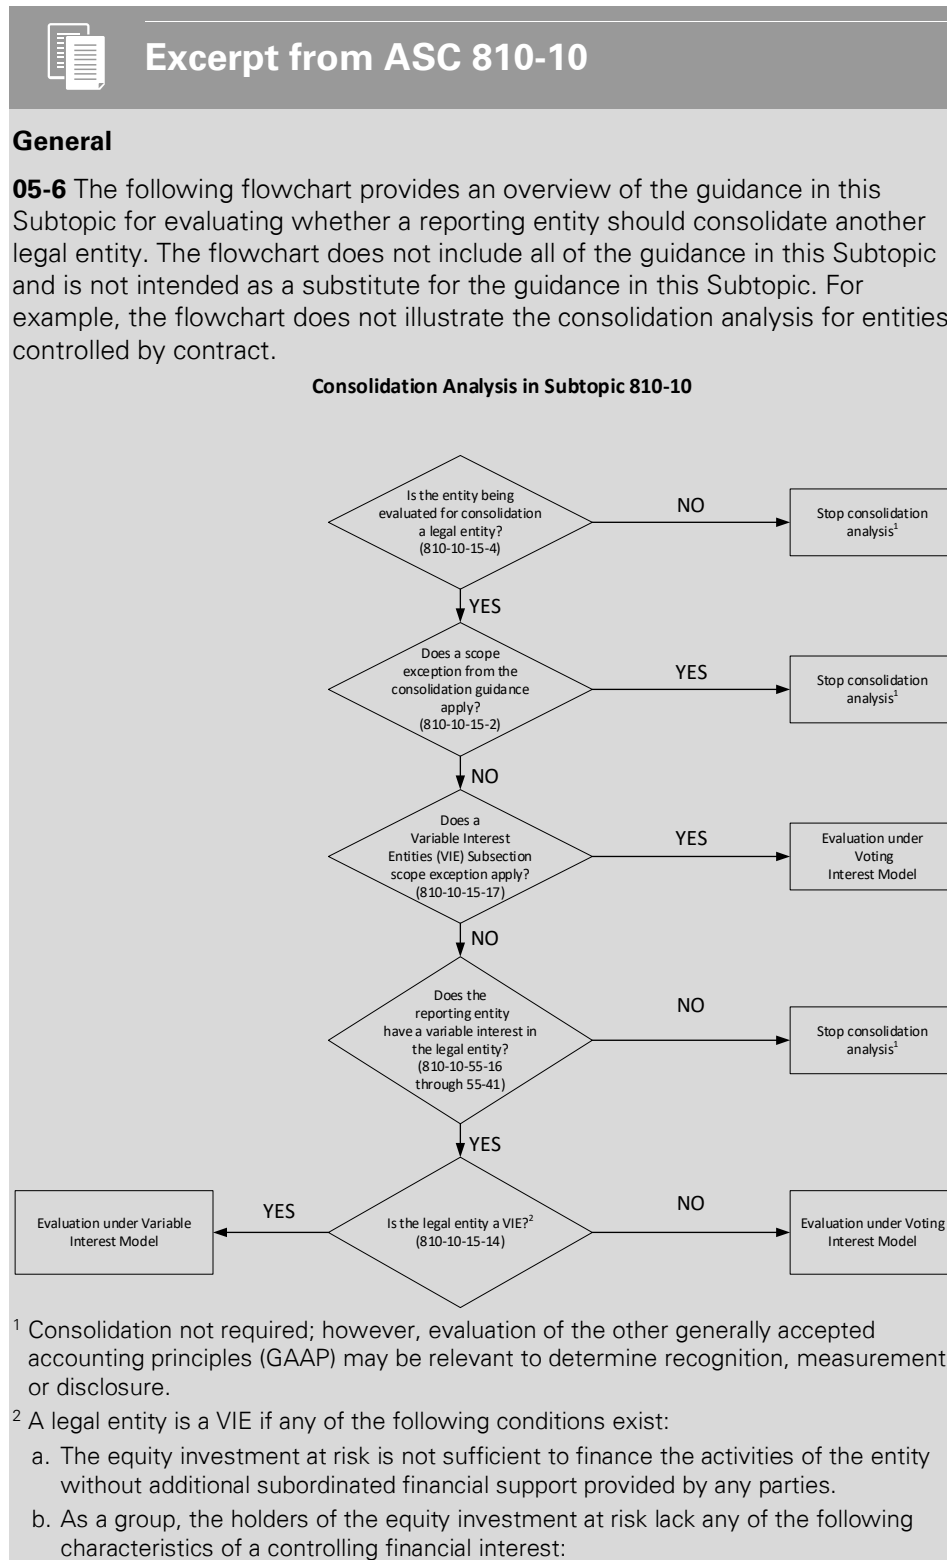 Excerpt from ASC 810-10
General
05-6 The following flowchart provides an overview of the guidance in this
Subtopic for evaluating whether a reporting entity should consolidate another
legal entity. The flowchart does not include all of the guidance in this Subtopic
and is not intended as a substitute for the guidance in this Subtopic. For
example, the flowchart does not illustrate the consolidation analysis for entities
controlled by contract.
Consolidation Analysis in Subtopic 810-10
Is the entity being
evaluated for consolidation
a legal entity?
(810-10-15-4)
NO
Stop consolidation
analysis¹
YES
Does a scope
exception from the
consolidation guidance
apply?
(810-10-15-2)
YES
Stop consolidation
analysis¹
NO
Does a
Variable Interest
Entities (VIE) Subsection
scope exception apply?
(810-10-15-17)
YES
Evaluation under
Voting
Interest Model
NO
Does the
reporting entity
have a variable interest in
the legal entity?
(810-10-55-16
through 55-41)
NO
Stop consolidation
analysis¹
YES
Evaluation under Variable
Interest Model
YES
Is the legal entity a VIE?²
(810-10-15-14)
NO
Evaluation under Voting
Interest Model
¹ Consolidation not required; however, evaluation of the other generally accepted
accounting principles (GAAP) may be relevant to determine recognition, measurement
or disclosure.
² A legal entity is a VIE if any of the following conditions exist:
a. The equity investment at risk is not sufficient to finance the activities of the entity
without additional subordinated financial support provided by any parties.
b. As a group, the holders of the equity investment at risk lack any of the following
characteristics of a controlling financial interest: